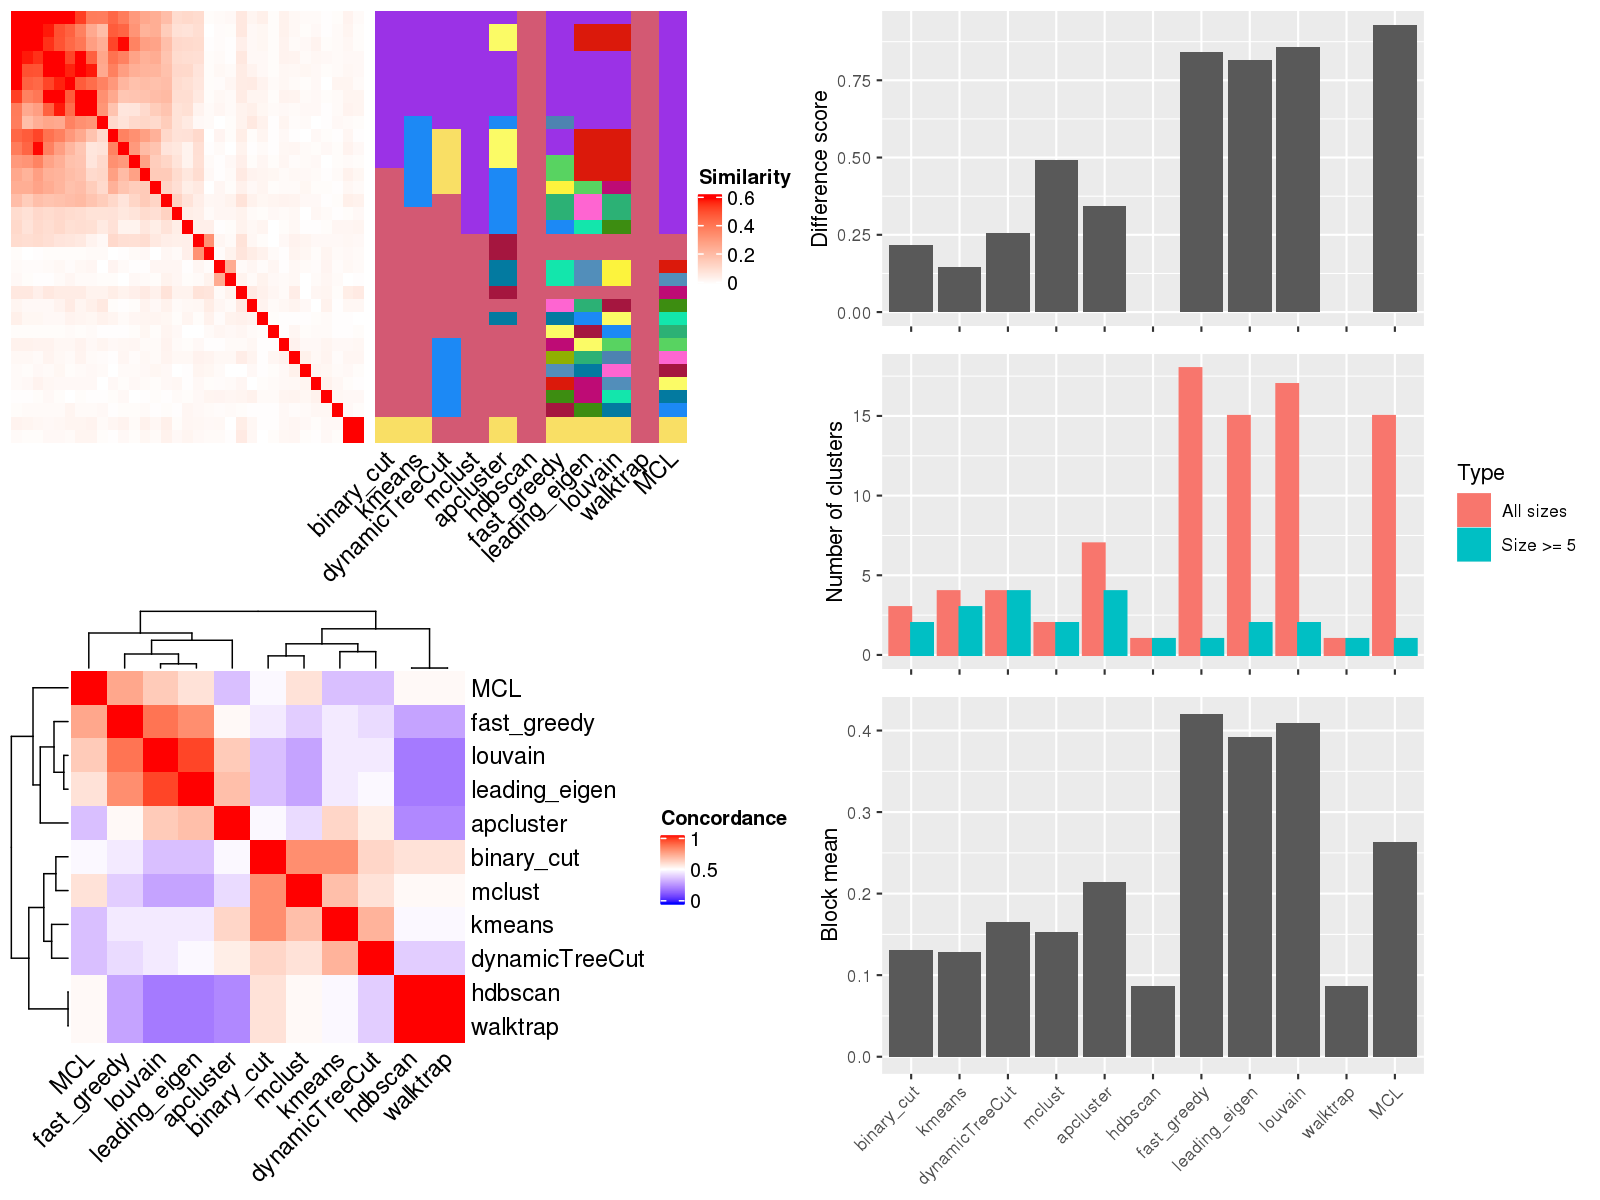 Similarity
0.6
0.4
0.2
0
binary_cut
kmeans
dynamicTreeCut
mclust
apcluster
hdbscan
fast_greedy
leading_eigen
louvain
walktrap
MCL
MCL
fast_greedy
louvain
leading_eigen
apcluster
binary_cut
mclust
kmeans
dynamicTreeCut
hdbscan
walktrap
Concordance
1
0.5
0
MCL
fast_greedy
louvain
leading_eigen
apcluster
binary_cut
mclust
kmeans
dynamicTreeCut
hdbscan
walktrap
Difference score
0.75
0.50
0.25
0.00
Number of clusters
15
10
5
0
Type
All sizes
Size >= 5
Block mean
0.4
0.3
0.2
0.1
0.0
binary_cut
kmeans
dynamicTreeCut
mclust
apcluster
hdbscan
fast_greedy
leading_eigen
louvain
walktrap
MCL